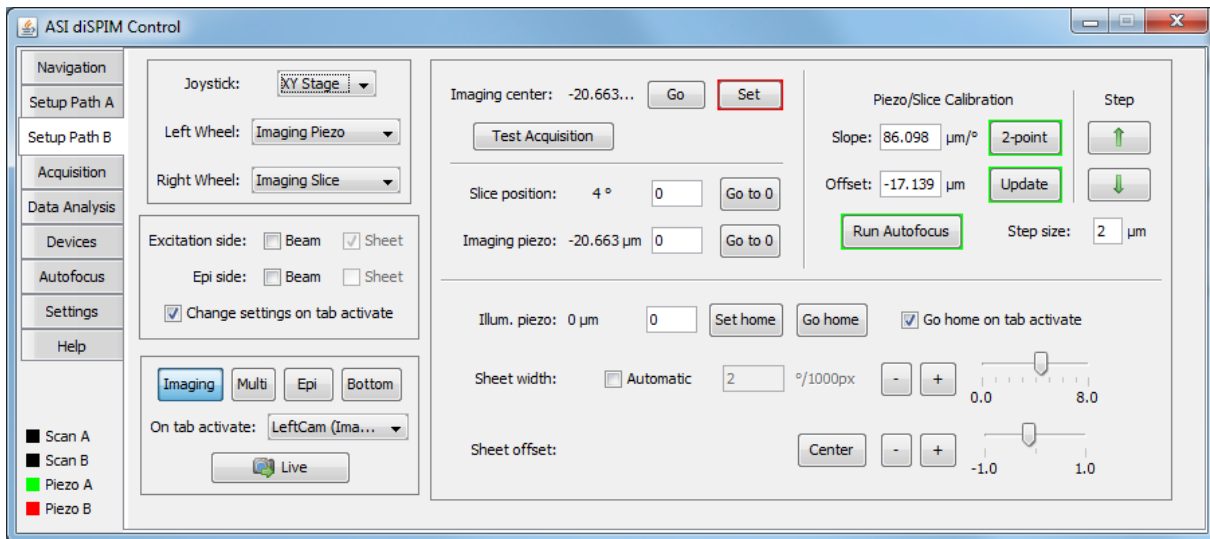 ASI diSPIM Control
Navigation
Setup Path A
Setup Path B
Acquisition
Data Analysis
Devices
Autofocus
Settings
Help
Scan A
Scan B
Piezo A
Piezo B
Joystick: XY Stage
Left Wheel: Imaging Piezo
Right Wheel: Imaging Slice
Excitation side: Beam Sheet
Epi side: Beam Sheet
Change settings on tab activate
Imaging Multi Epi Bottom
On tab activate: LeftCam (Ima...
Live
Imaging center: -20.663... Go Set
Test Acquisition
Slice position: 4 ° 0 Go to 0
Imaging piezo: -20.663 µm 0 Go to 0
Piezo/Slice Calibration
Slope: 86.098 µm/° 2-point
Offset: -17.139 µm Update
Run Autofocus
Step
Step size: 2 µm
Illum. piezo: 0 µm 0 Set home Go home Go home on tab activate
Sheet width: Automatic 2 °/1000px - +
0.0 8.0
Sheet offset: Center - +
-1.0 1.0